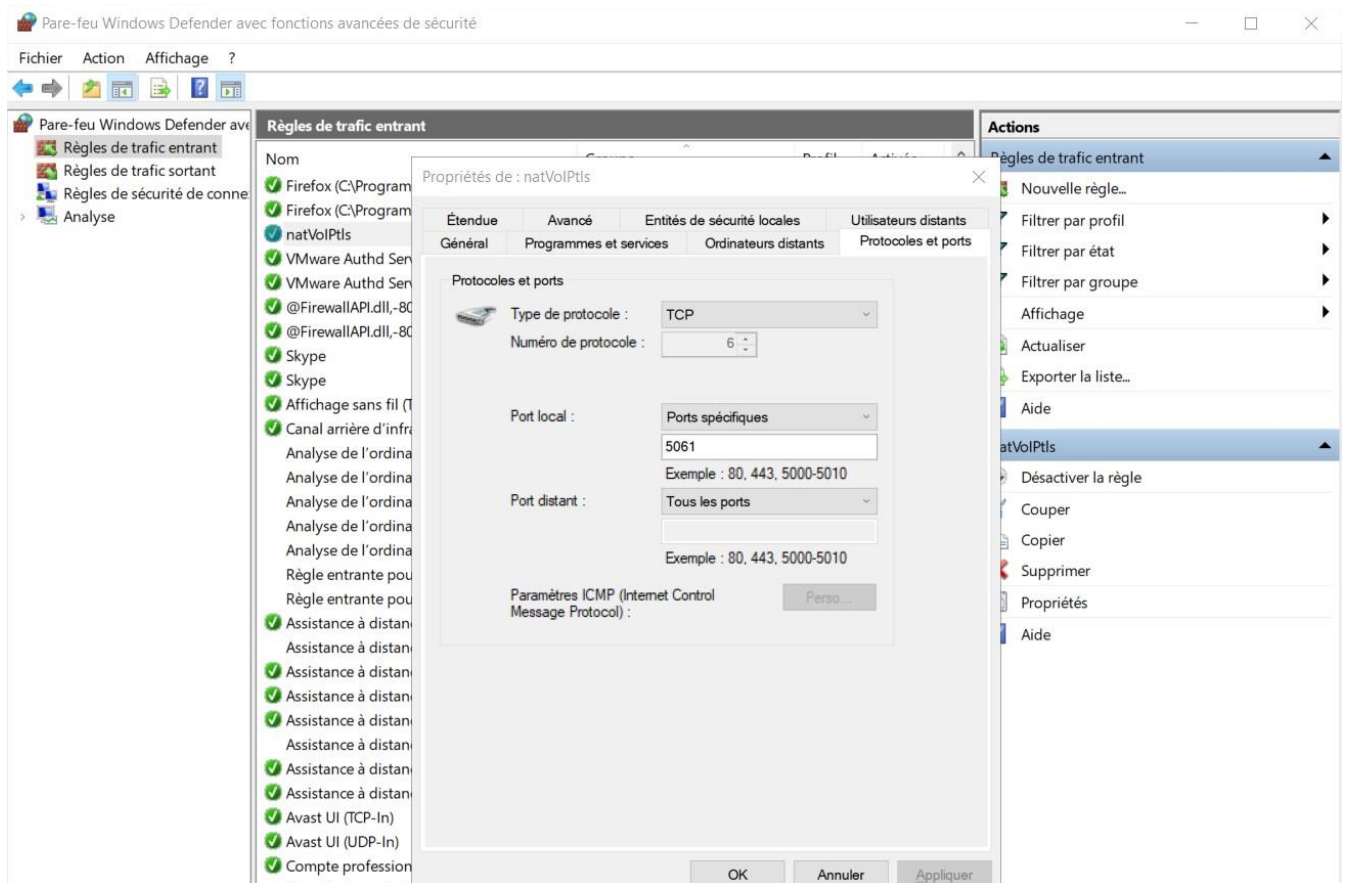 Pare-feu Windows Defender avec fonctions avancées de sécurité
Fichier Action Affichage ?
Pare-feu Windows Defender ave
Règles de trafic entrant
Règles de trafic sortant
Règles de sécurité de conne
Analyse
Règles de trafic entrant
Nom
Firefox (C:\Program
Firefox (C:\Program
natVoIPtls
VMware Authd Serv
VMware Authd Serv
@FirewallAPI.dll,-80
@FirewallAPI.dll,-80
Skype
Skype
Affichage sans fil (T
Canal arrière d'infra
Analyse de l'ordina
Analyse de l'ordina
Analyse de l'ordina
Analyse de l'ordina
Analyse de l'ordina
Règle entrante pou
Règle entrante pou
Assistance à distan
Assistance à distan
Assistance à distan
Assistance à distan
Assistance à distan
Assistance à distan
Assistance à distan
Assistance à distan
Avast UI (TCP-In)
Avast UI (UDP-In)
Compte profession
Propriétés de : natVoIPtls
Étendue Avancé Entités de sécurité locales Utilisateurs distants
Général Programmes et services Ordinateurs distants Protocoles et ports
Protocoles et ports
Type de protocole : TCP
Numéro de protocole : 6
Port local : Ports spécifiques
5061
Exemple : 80, 443, 5000-5010
Port distant : Tous les ports
Exemple : 80, 443, 5000-5010
Paramètres ICMP (Internet Control
Message Protocol) :
Perso...
OK Annuler Appliquer
Actions
Règles de trafic entrant
Nouvelle règle...
Filtrer par profil
Filtrer par état
Filtrer par groupe
Affichage
Actualiser
Exporter la liste...
Aide
atVoIPtls
Désactiver la règle
Couper
Copier
Supprimer
Propriétés
Aide